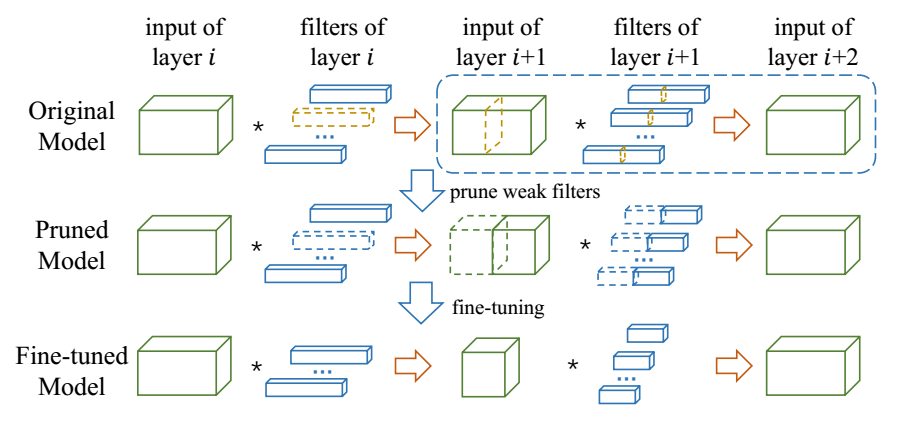 input of
layer i
filters of
layer i
input of
layer i+1
filters of
layer i+1
input of
layer i+2
Original
Model
*
...
*
...
prune weak filters
Pruned
Model
*
...
*
...
fine-tuning
Fine-tuned
Model
*
...
*
...